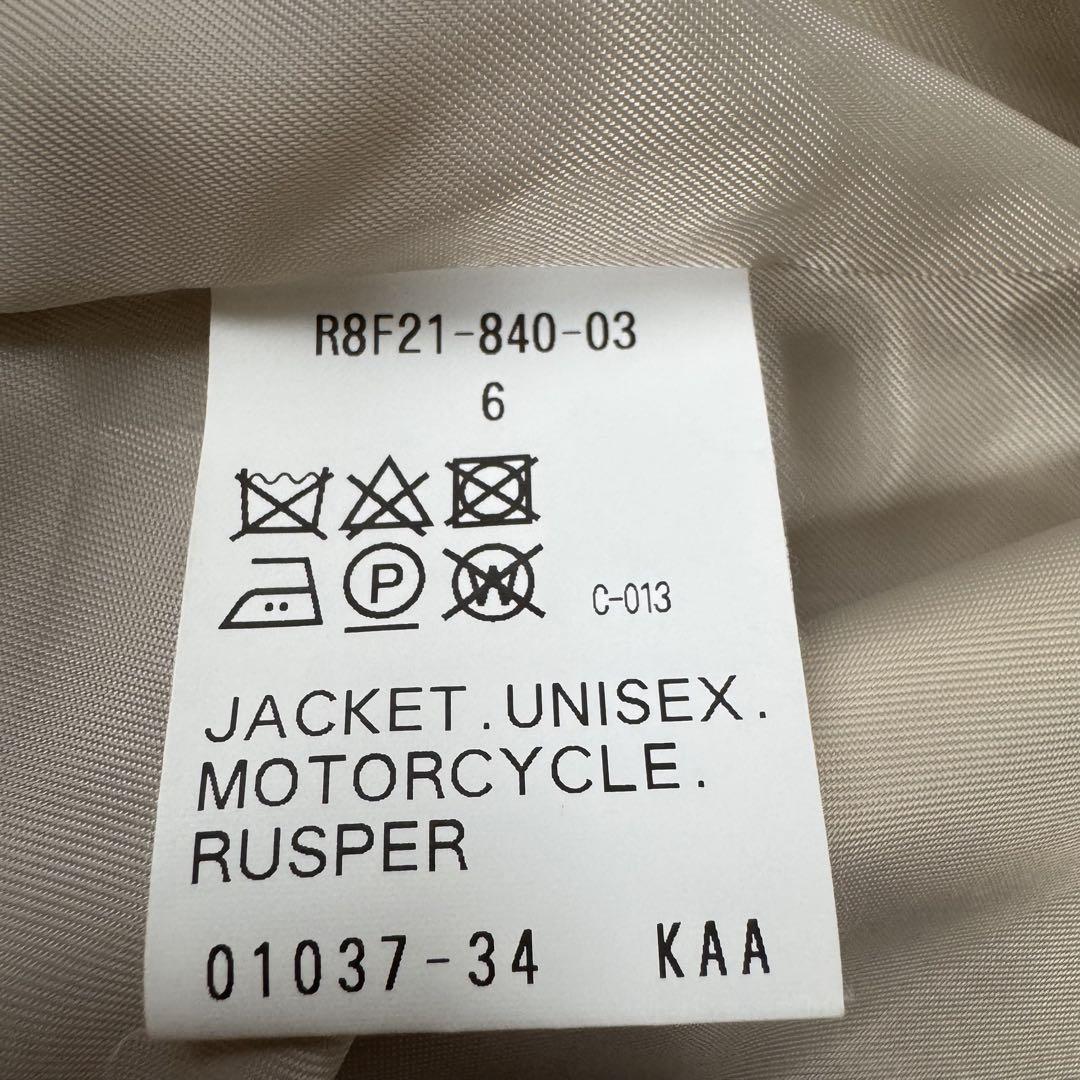 R8F21-840-03
6
P W C-013
JACKET.UNISEX.
MOTORCYCLE.
RUSPER
01037-34 KAA